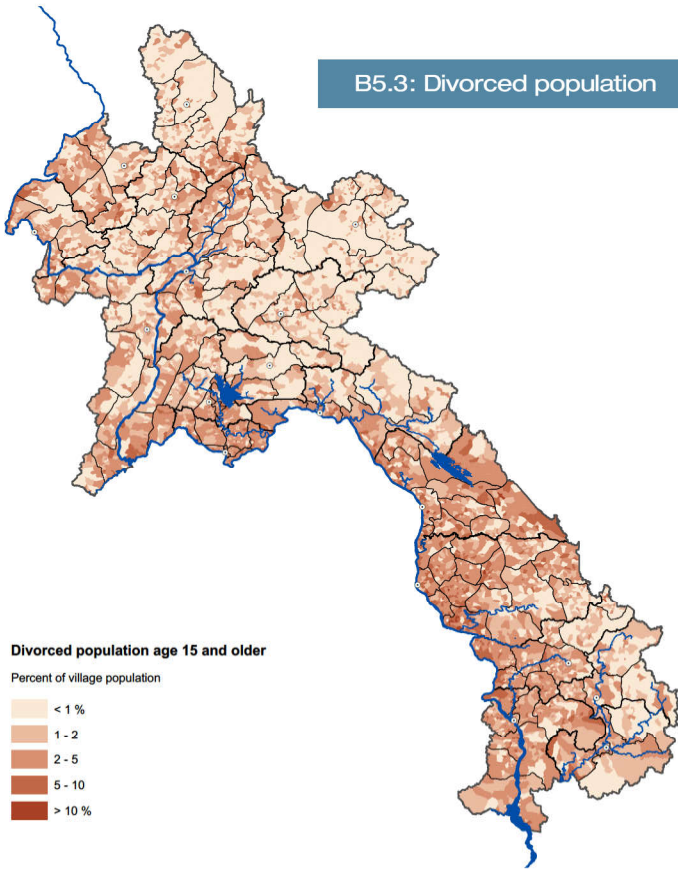 B5.3: Divorced population
Divorced population age 15 and older
Percent of village population
< 1 %
1 - 2
2 - 5
5 - 10
> 10 %